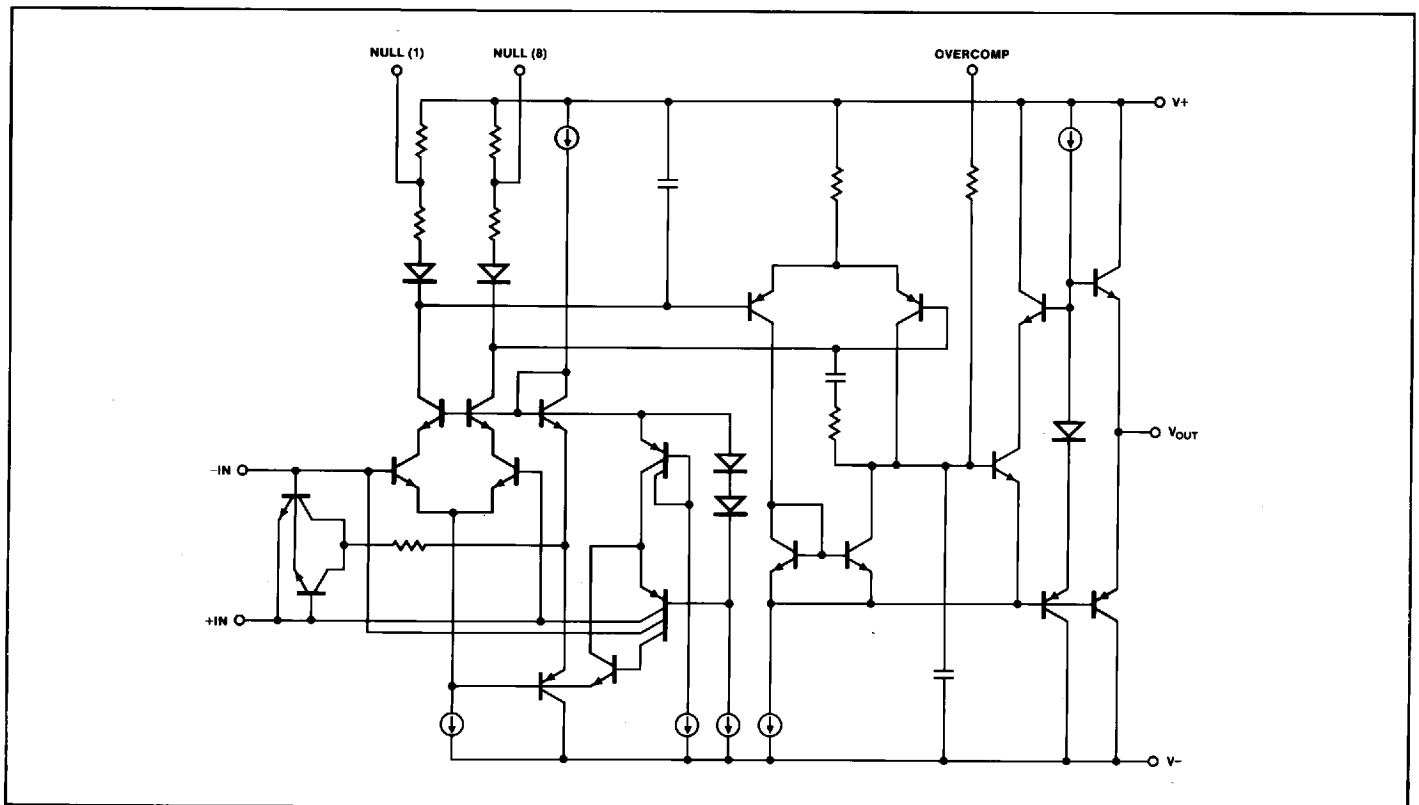 NULL (1)
NULL (8)
OVERCOMP
V+
VOUT
-IN
+IN
V-